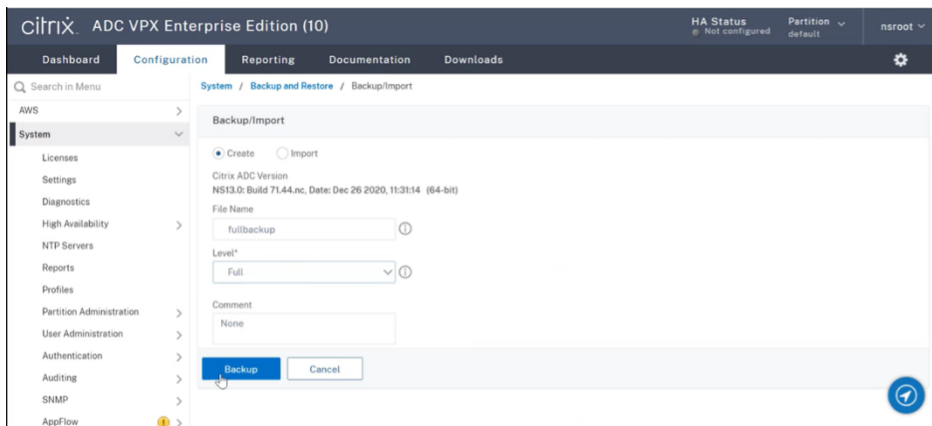 citrix. ADC VPX Enterprise Edition (10)
HA Status
Not configured
Partition
default
nsroot
Dashboard Configuration Reporting Documentation Downloads
Search in Menu
AWS
System
Licenses
Settings
Diagnostics
High Availability
NTP Servers
Reports
Profiles
Partition Administration
User Administration
Authentication
Auditing
SNMP
AppFlow
System / Backup and Restore / Backup/Import
Backup/Import
Create Import
Citrix ADC Version
NS13.0: Build 71.44.nc, Date: Dec 26 2020, 11:31:14 (64-bit)
File Name
fullbackup
Level*
Full
Comment
None
Backup Cancel